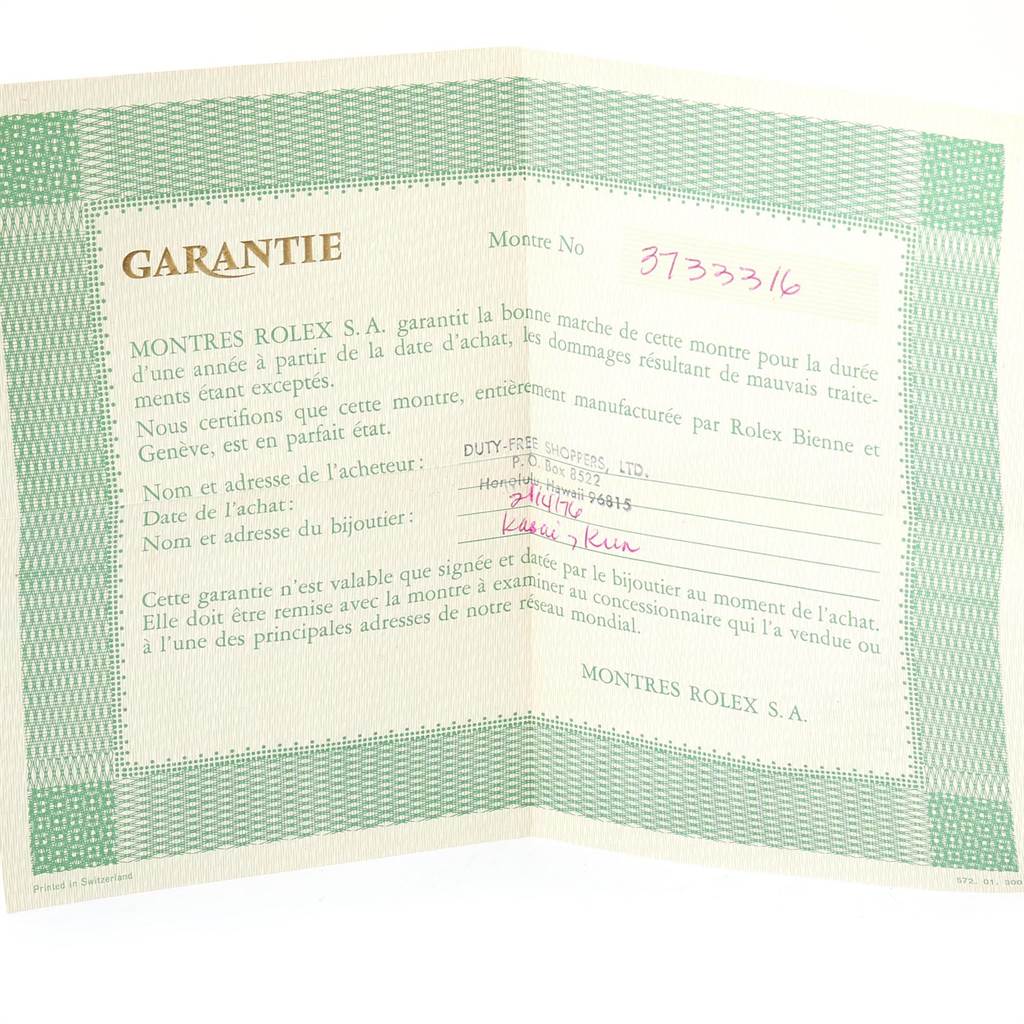 GARANTIE
Montre No 3733316
MONTRES ROLEX S. A. garantit la bonne marche de cette montre pour la durée
d'une année à partir de la date d'achat, les dommages résultant de mauvais traite-
ments étant exceptés.
Nous certifions que cette montre, entièrement manufacturée par Rolex Bienne et
Genève, est en parfait état.
DUTY-FREE SHOPPERS, LTD.
P. O. Box 8522
Honolulu, Hawaii 96815
Nom et adresse de l'acheteur:
Date de l'achat: 2/14/76
Nom et adresse du bijoutier: Kasai
Cette garantie n'est valable que signée et datée par le bijoutier au moment de l'achat.
Elle doit être remise avec la montre à examiner au concessionnaire qui l'a vendue ou
à l'une des principales adresses de notre réseau mondial.
MONTRES ROLEX S. A.
Printed in Switzerland
572. 01. 300